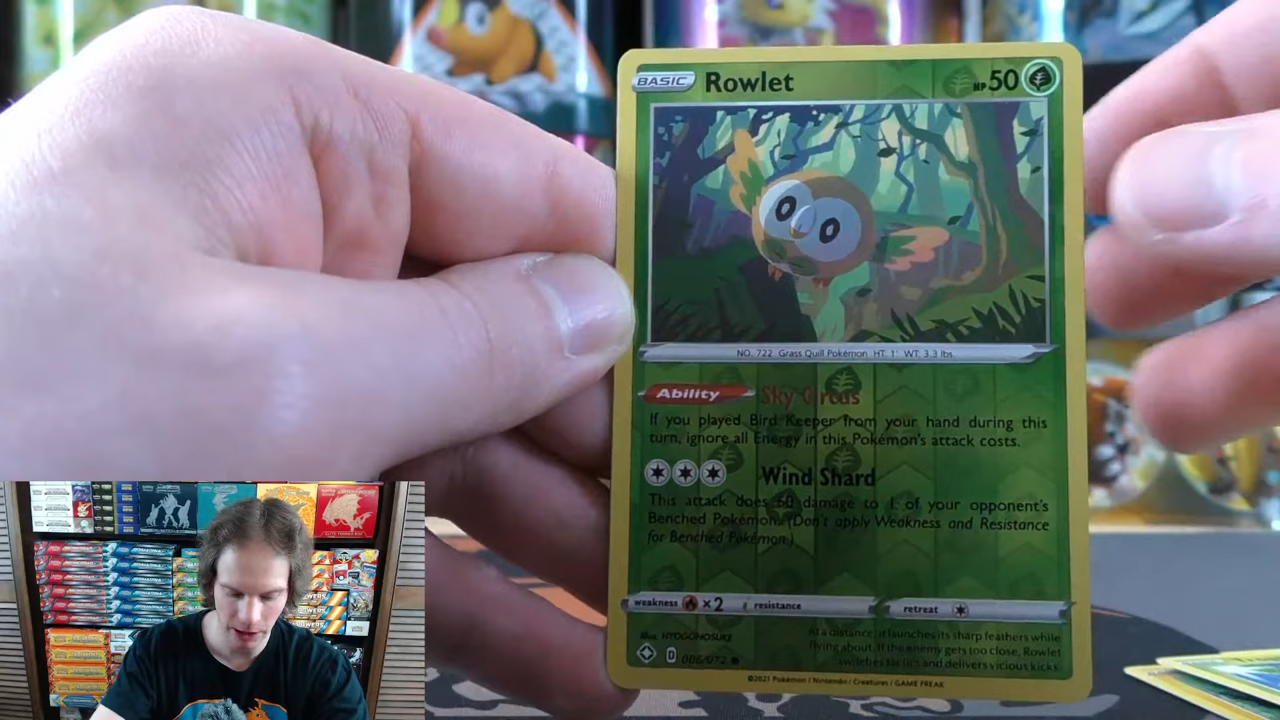 BASIC Rowlet HP 50
NO. 722 Grass Quill Pokémon HT: 1' WT: 3.3 lbs.
Ability Sky Circus
If you played Bird Keeper from your hand during this
turn, ignore all Energy in this Pokémon's attack costs.
Wind Shard
This attack does 60 damage to 1 of your opponent's
Benched Pokémon. (Don't apply Weakness and Resistance
for Benched Pokémon.)
weakness ×2 resistance retreat
Illus. HYOGONOSUKE
D 006/072
At a distance, it launches its sharp feathers while
flying about. If the enemy gets too close, Rowlet
switches tactics and delivers vicious kicks.
©2021 Pokémon / Nintendo / Creatures / GAME FREAK